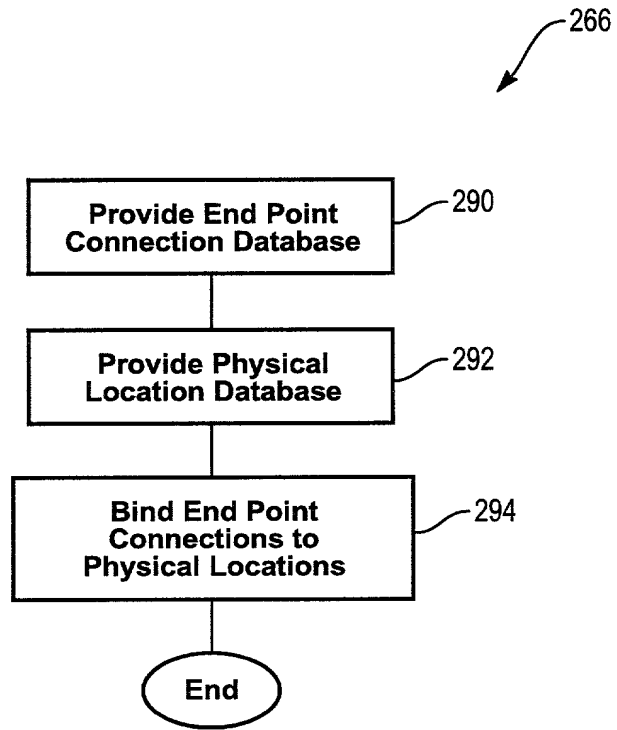 266
Provide End Point
Connection Database
290
Provide Physical
Location Database
292
Bind End Point
Connections to
Physical Locations
294
End